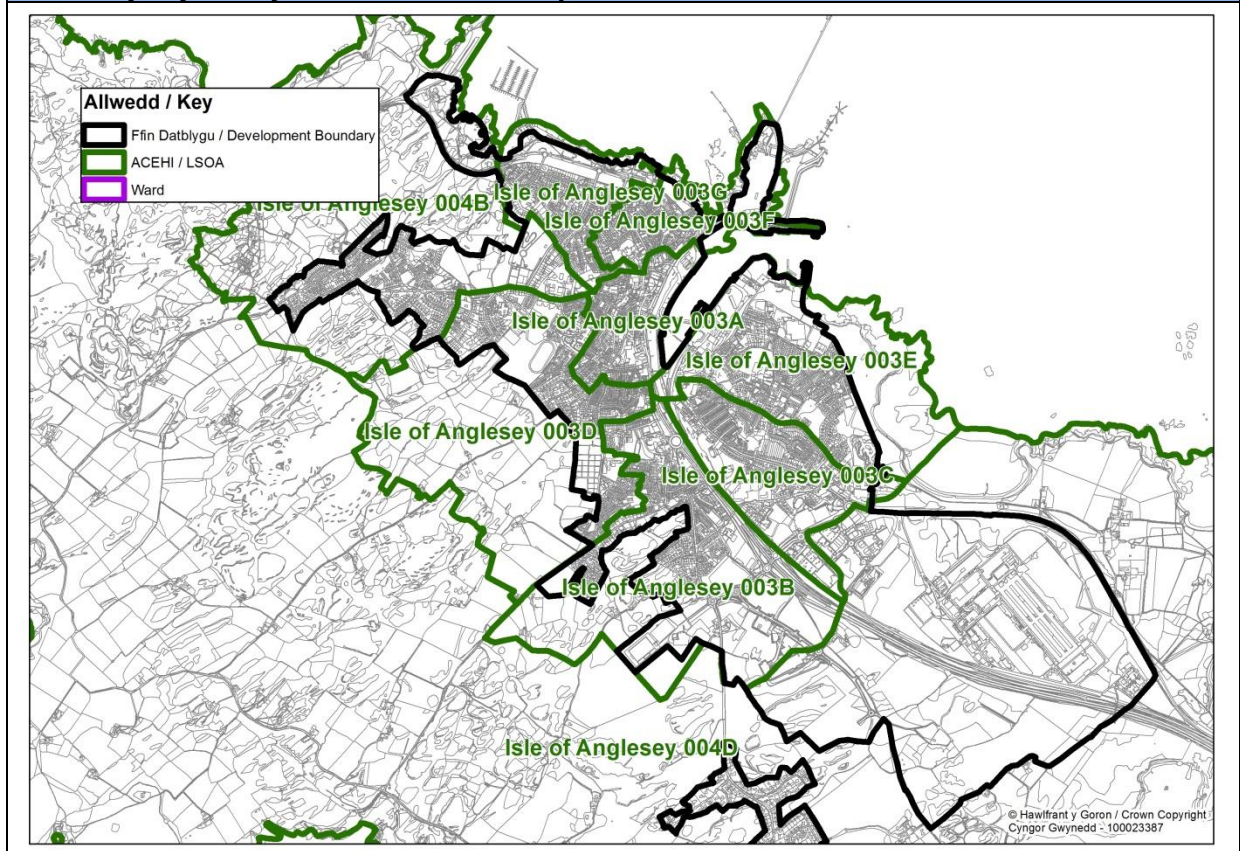 Allwedd / Key
Ffin Datblygu / Development Boundary
ACEHI / LSOA
Ward
Isle of Anglesey 004B
Isle of Anglesey 003G
Isle of Anglesey 003F
Isle of Anglesey 003A
Isle of Anglesey 003E
Isle of Anglesey 003D
Isle of Anglesey 003C
Isle of Anglesey 003B
Isle of Anglesey 004D
© Hawlfrant y Goron / Crown Copyright
Cyngor Gwynedd - 100023387